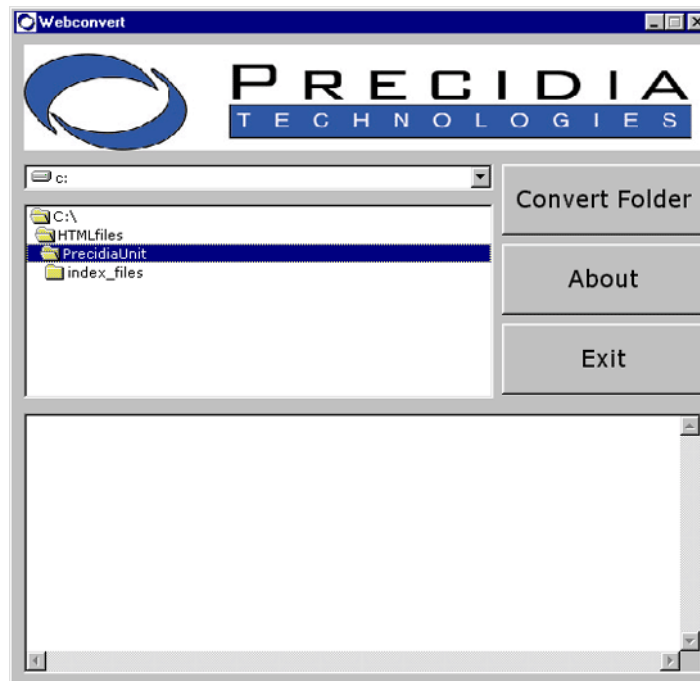 Webconvert
PRECIDIA
TECHNOLOGIES
c:
Convert Folder
C:\
HTMLfiles
PrecidiaUnit
index_files
About
Exit